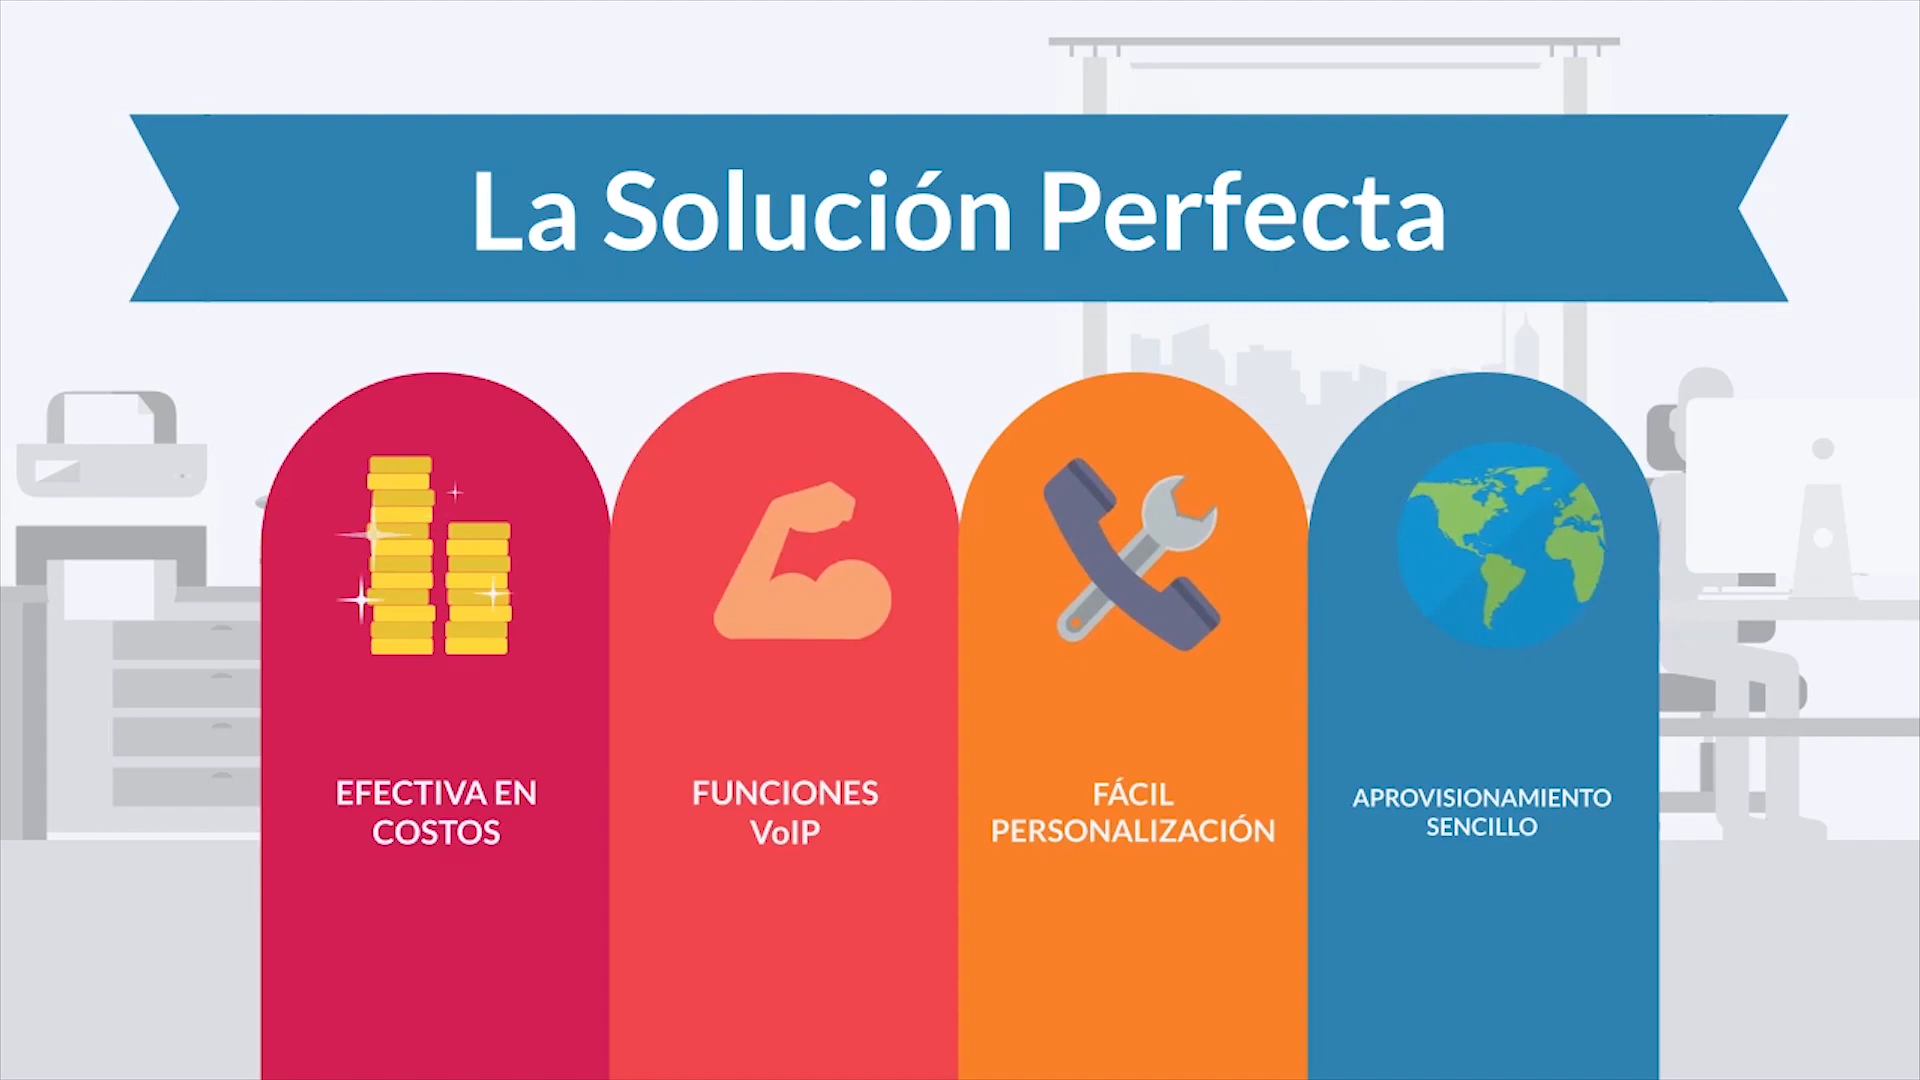 La Solución Perfecta
EFECTIVA EN
COSTOS
FUNCIONES
VoIP
FÁCIL
PERSONALIZACIÓN
APROVISIONAMIENTO
SENCILLO